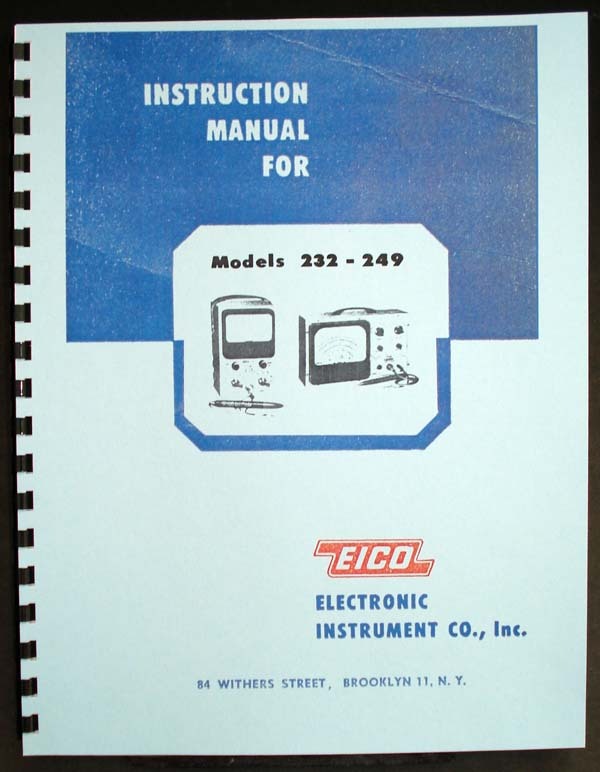 INSTRUCTION
MANUAL
FOR
Models 232 - 249
EICO
ELECTRONIC
INSTRUMENT CO., Inc.
84 WITHERS STREET, BROOKLYN 11, N. Y.